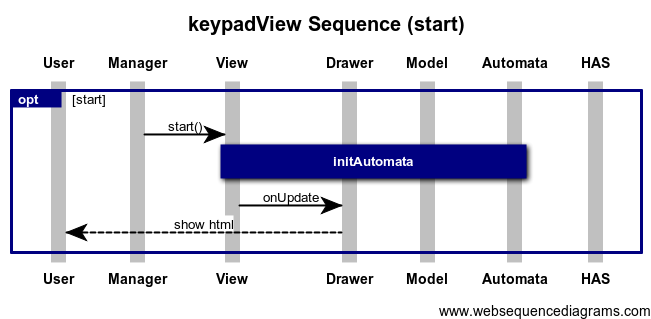 keypadView Sequence (start)
User Manager View Drawer Model Automata HAS
opt [start]
start()
initAutomata
onUpdate
show html
User Manager View Drawer Model Automata HAS
www.websequencediagrams.com